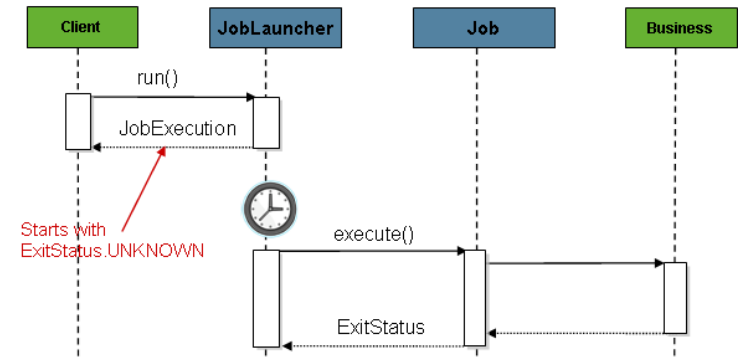 Client
JobLauncher
Job
Business
run()
JobExecution
Starts with
ExitStatus.UNKNOWN
execute()
ExitStatus